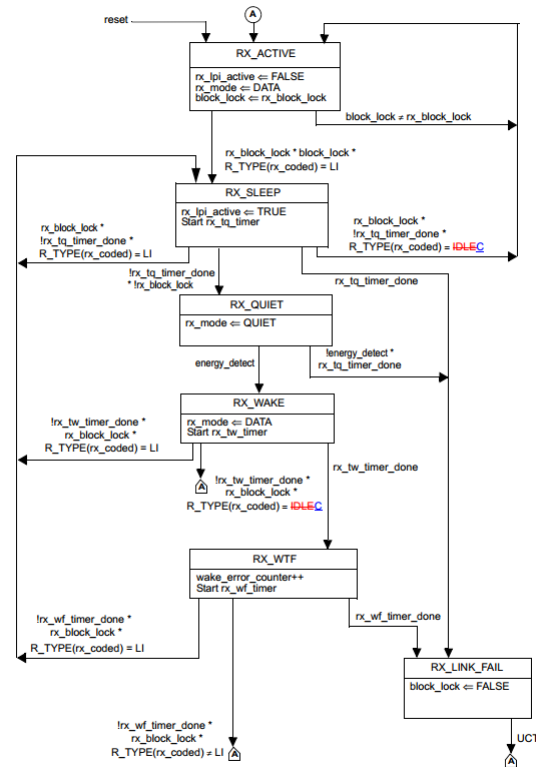 reset
A
RX_ACTIVE
rx_lpi_active ⇐ FALSE
rx_mode ⇐ DATA
block_lock ⇐ rx_block_lock
block_lock ≠ rx_block_lock
rx_block_lock * block_lock *
R_TYPE(rx_coded) = LI
RX_SLEEP
rx_lpi_active ⇐ TRUE
Start rx_tq_timer
rx_block_lock *
!rx_tq_timer_done *
R_TYPE(rx_coded) = LI
rx_block_lock *
!rx_tq_timer_done *
R_TYPE(rx_coded) = IDLEC
!rx_tq_timer_done
* !rx_block_lock
rx_tq_timer_done
RX_QUIET
rx_mode ⇐ QUIET
energy_detect
!energy_detect *
rx_tq_timer_done
RX_WAKE
rx_mode ⇐ DATA
Start rx_tw_timer
!rx_tw_timer_done *
rx_block_lock *
R_TYPE(rx_coded) = LI
A
!rx_tw_timer_done *
rx_block_lock *
R_TYPE(rx_coded) = IDLEC
rx_tw_timer_done
RX_WTF
wake_error_counter++
Start rx_wf_timer
!rx_wf_timer_done *
rx_block_lock *
R_TYPE(rx_coded) = LI
rx_wf_timer_done
RX_LINK_FAIL
block_lock ⇐ FALSE
!rx_wf_timer_done *
rx_block_lock *
R_TYPE(rx_coded) ≠ LI
A
UCT
A